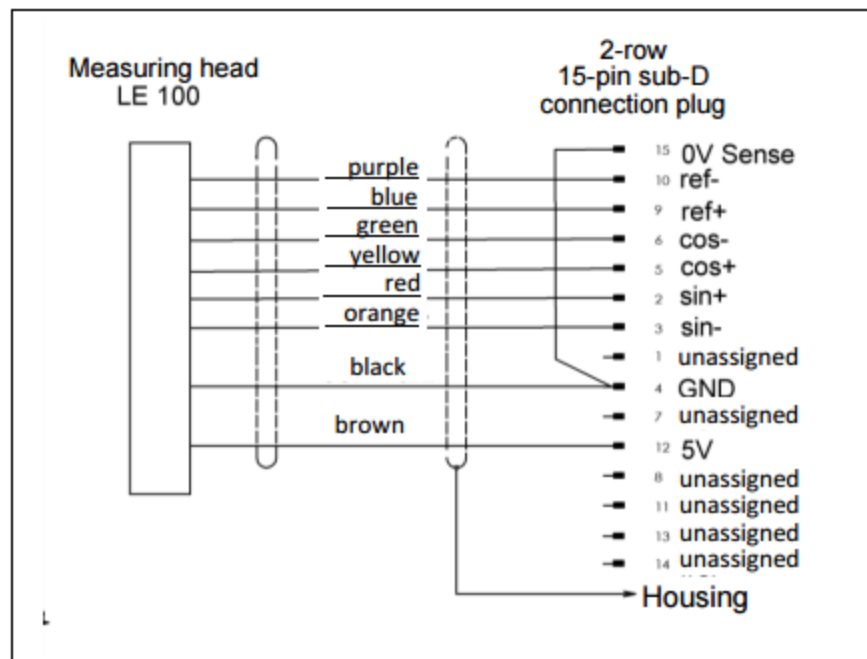 Measuring head
LE 100
2-row
15-pin sub-D
connection plug
15 0V Sense
purple 10 ref-
blue 9 ref+
green 6 cos-
yellow 5 cos+
red 2 sin+
orange 3 sin-
1 unassigned
black 4 GND
7 unassigned
brown 12 5V
8 unassigned
11 unassigned
13 unassigned
14 unassigned
Housing